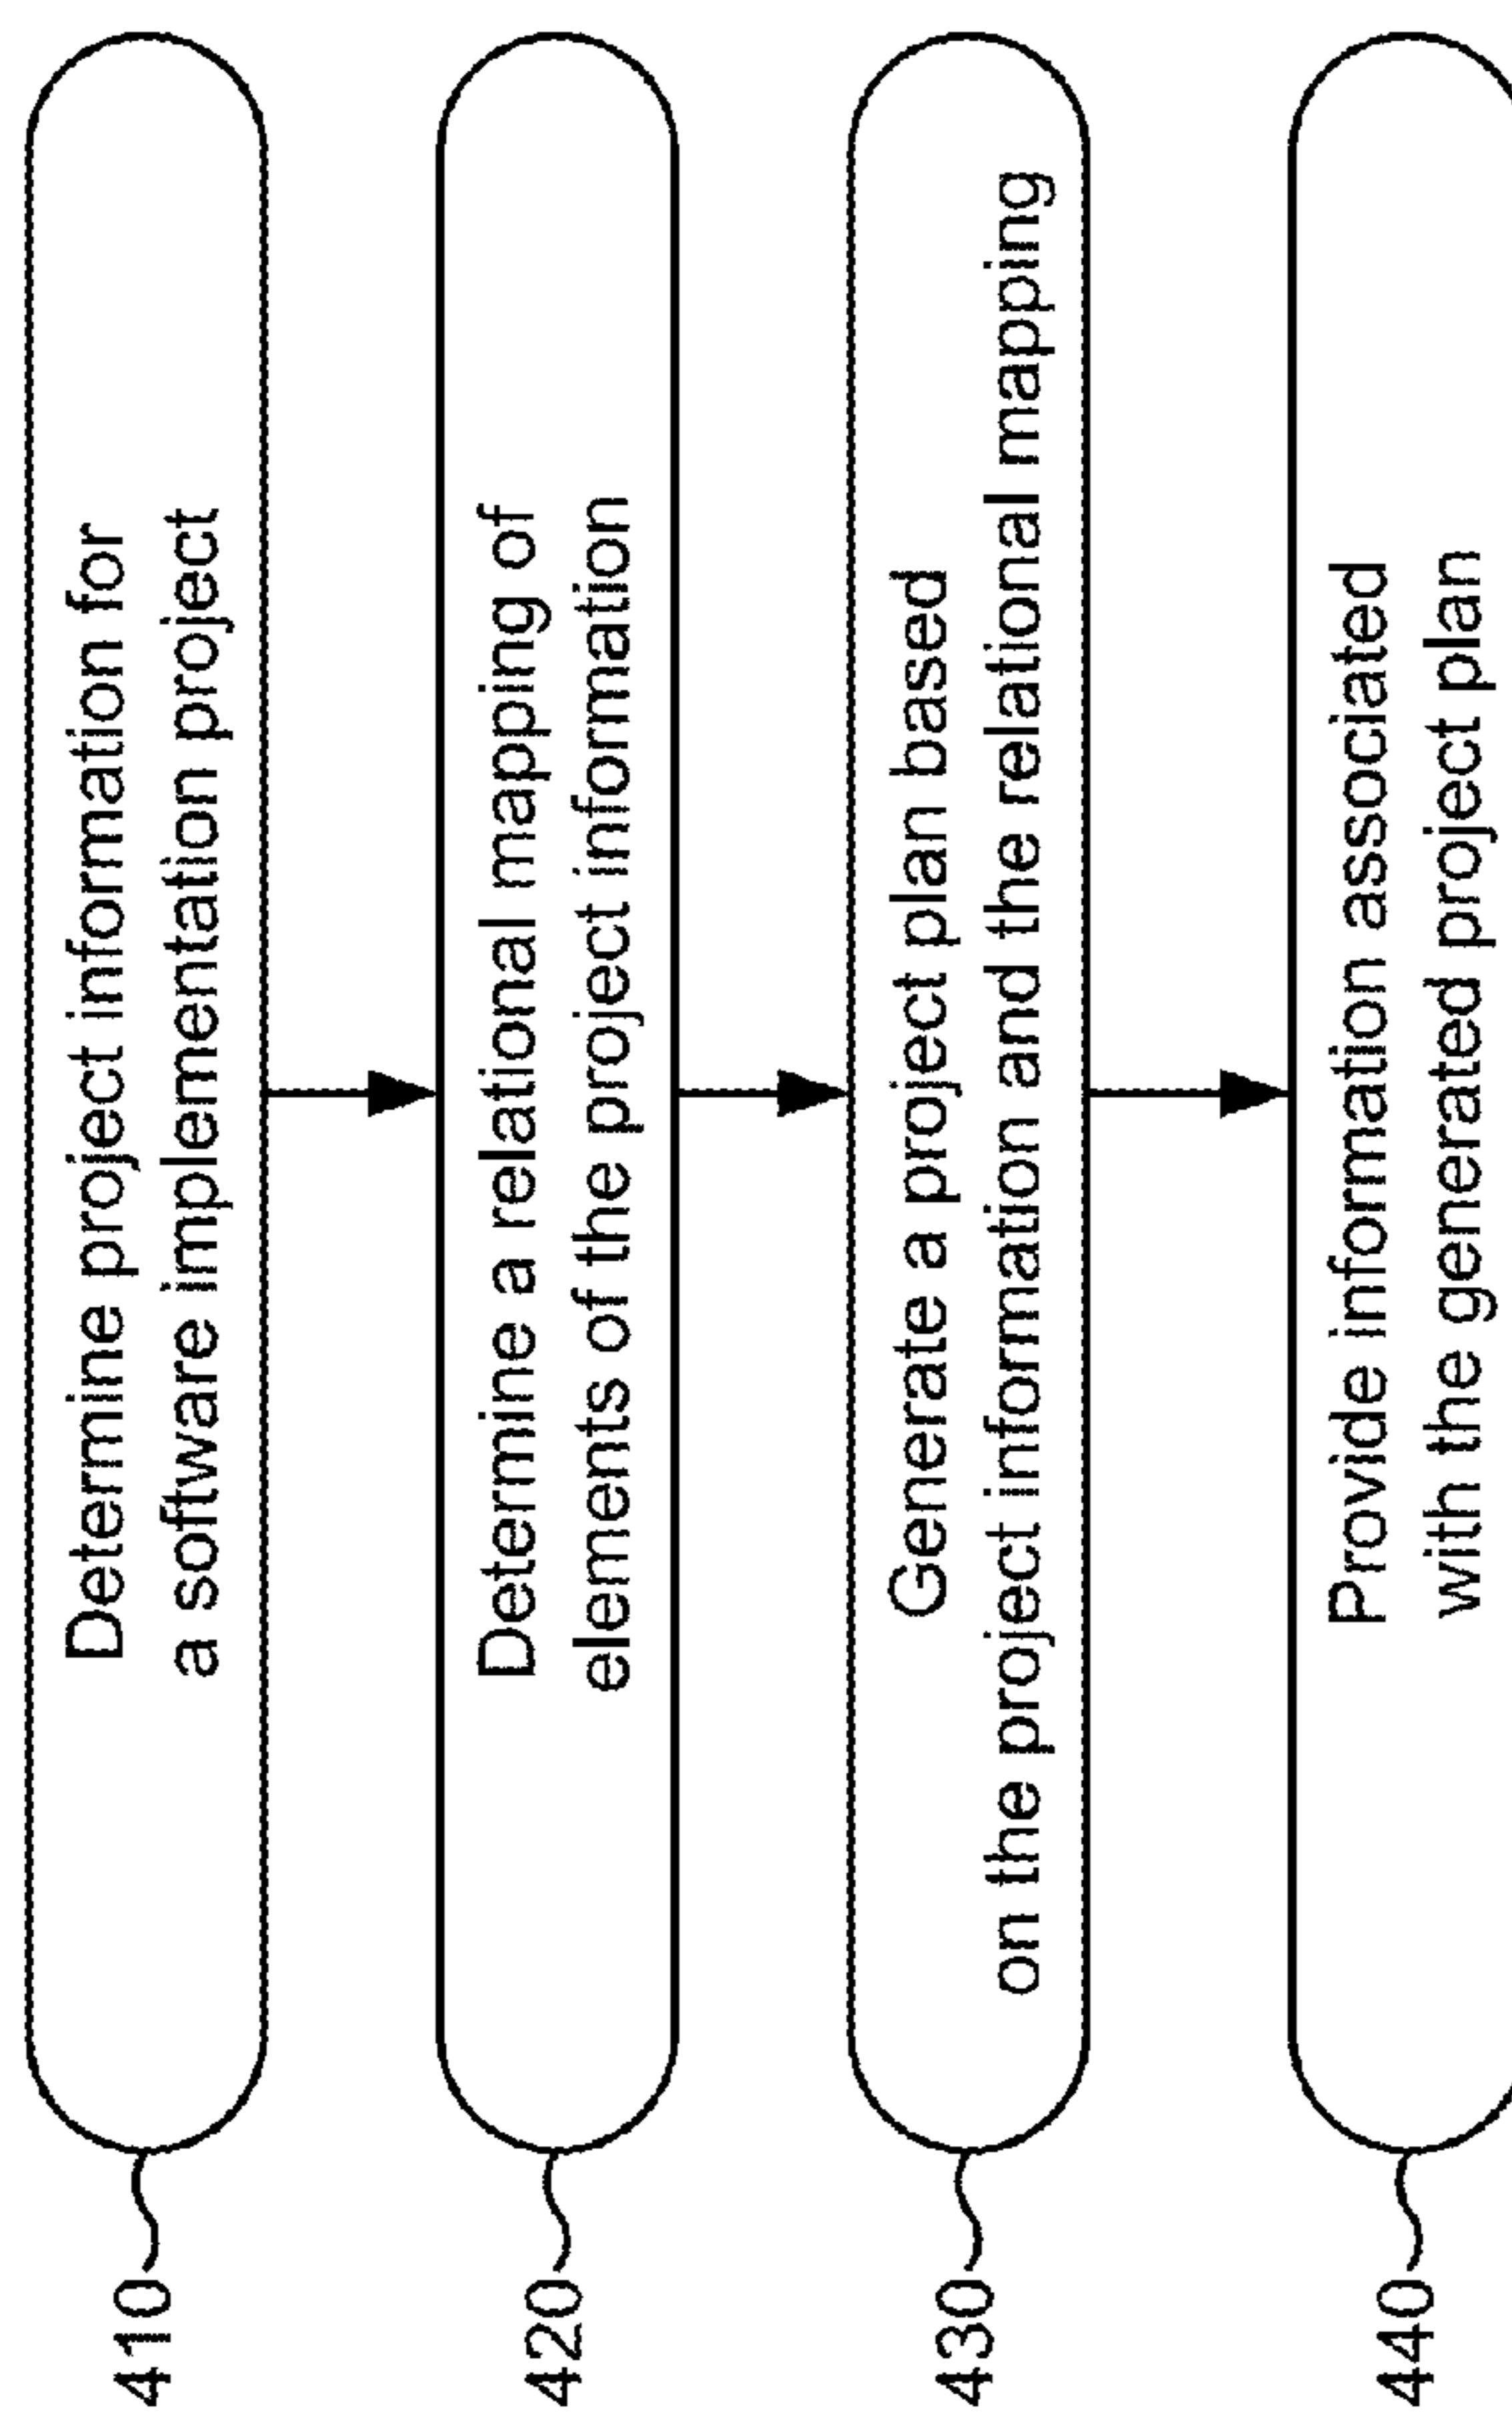 410
Determine project information for
a software implementation project
420
Determine a relational mapping of
elements of the project information
430
Generate a project plan based
on the project information and the relational mapping
440
Provide information associated
with the generated project plan